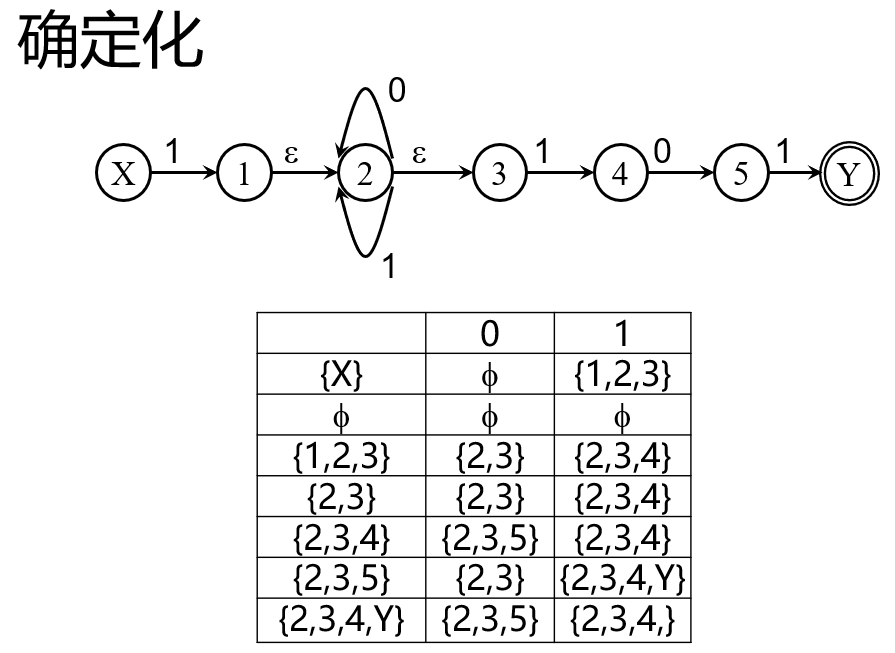 确定化
0
X 1 1 ε 2 ε 3 1 4 0 5 1 Y
1
0 1
{X} ϕ {1,2,3}
ϕ ϕ ϕ
{1,2,3} {2,3} {2,3,4}
{2,3} {2,3} {2,3,4}
{2,3,4} {2,3,5} {2,3,4}
{2,3,5} {2,3} {2,3,4,Y}
{2,3,4,Y} {2,3,5} {2,3,4,}